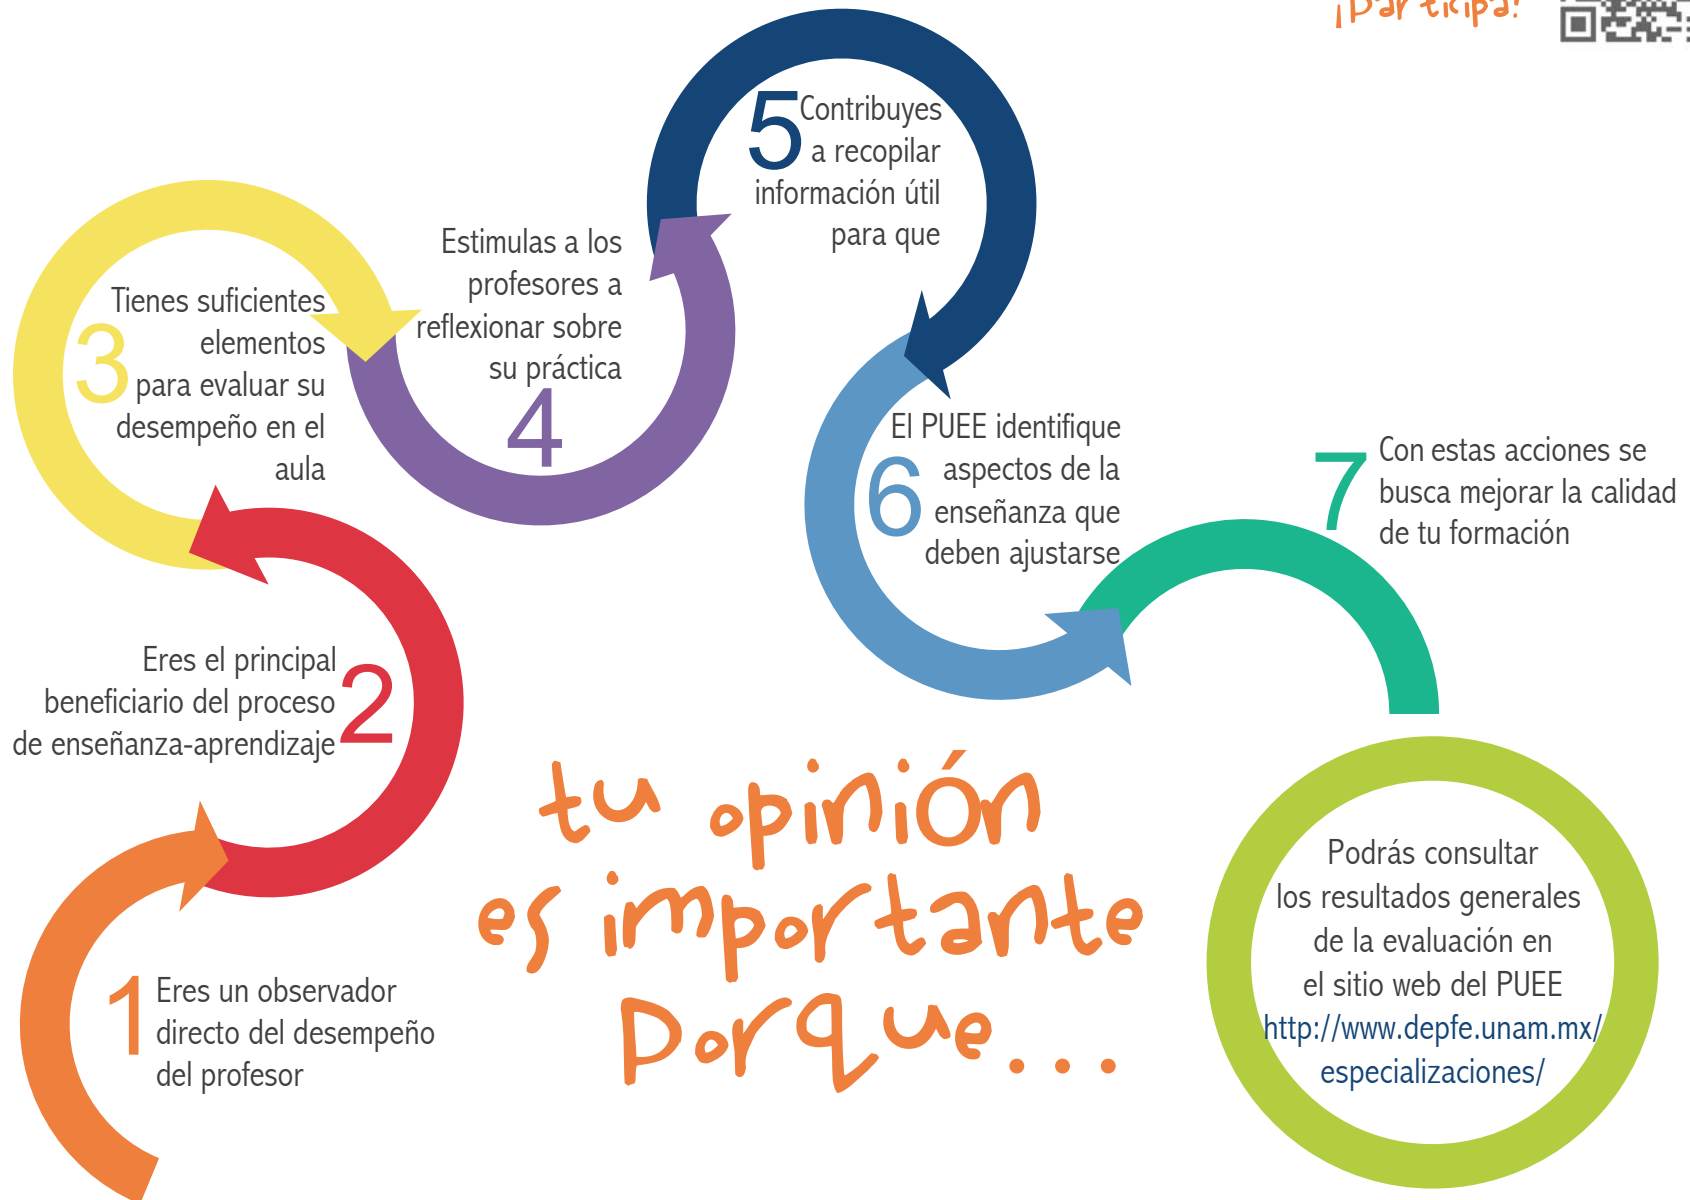 ¡Participa!
tu opinión
es importante
Porque...
1
Eres un observador
directo del desempeño
del profesor
2
Eres el principal
beneficiario del proceso
de enseñanza-aprendizaje
3
Tienes suficientes
elementos
para evaluar su
desempeño en el
aula
4
Estimulas a los
profesores a
reflexionar sobre
su práctica
5
Contribuyes
a recopilar
información útil
para que
6
El PUEE identifique
aspectos de la
enseñanza que
deben ajustarse
7
Con estas acciones se
busca mejorar la calidad
de tu formación
Podrás consultar
los resultados generales
de la evaluación en
el sitio web del PUEE
http://www.depfe.unam.mx/
especializaciones/